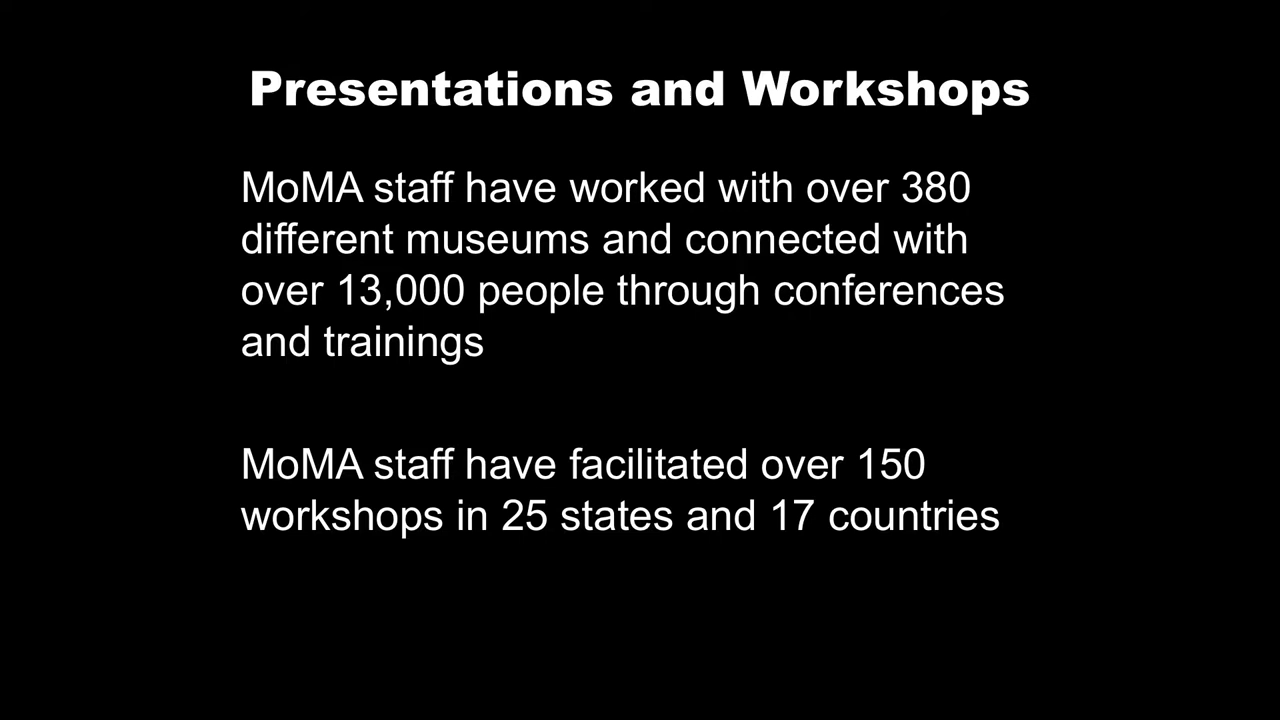 Presentations and Workshops
MoMA staff have worked with over 380
different museums and connected with
over 13,000 people through conferences
and trainings
MoMA staff have facilitated over 150
workshops in 25 states and 17 countries